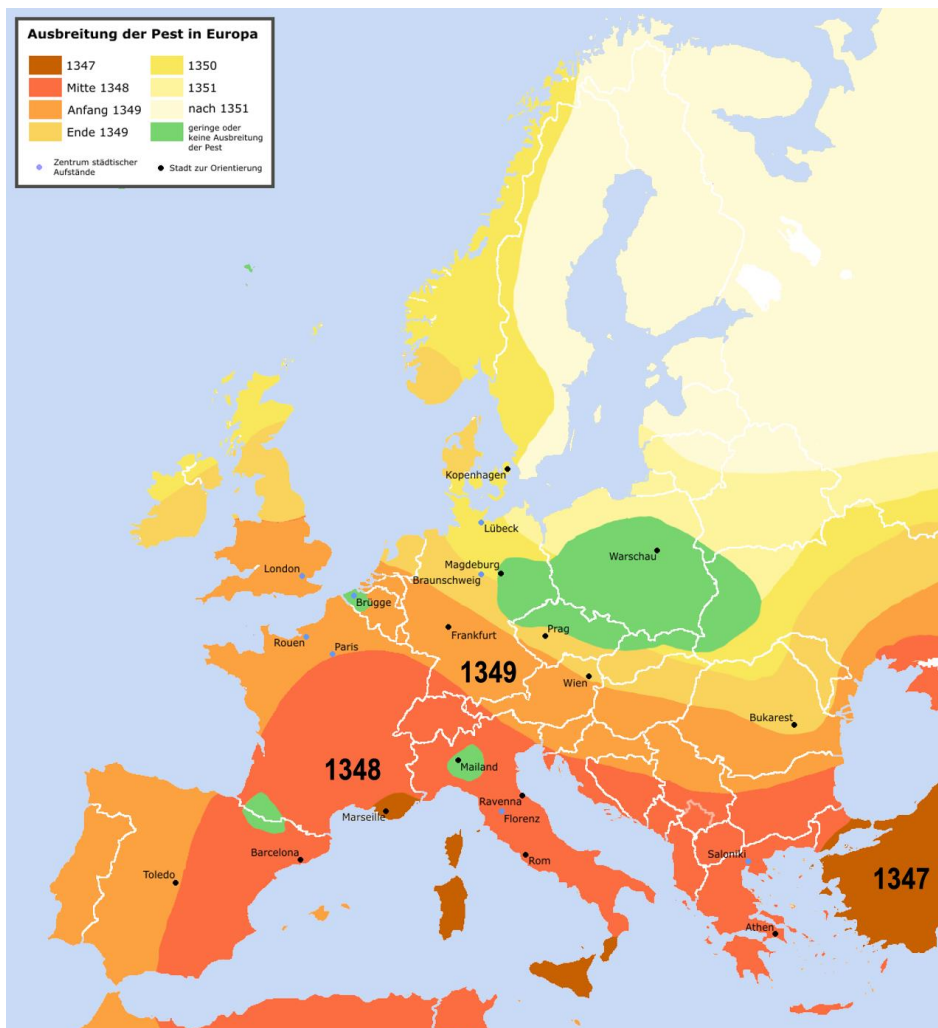 Ausbreitung der Pest in Europa
1347
Mitte 1348
Anfang 1349
Ende 1349
1350
1351
nach 1351
geringe oder
keine Ausbreitung
der Pest
Zentrum städtischer
Aufstände
Stadt zur Orientierung
Kopenhagen
Lübeck
Warschau
Magdeburg
Braunschweig
London
Brügge
Frankfurt
Prag
Rouen
Paris
1349
Wien
Bukarest
1348
Mailand
Ravenna
Marseille
Florenz
Barcelona
Rom
Saloniki
Toledo
1347
Athen